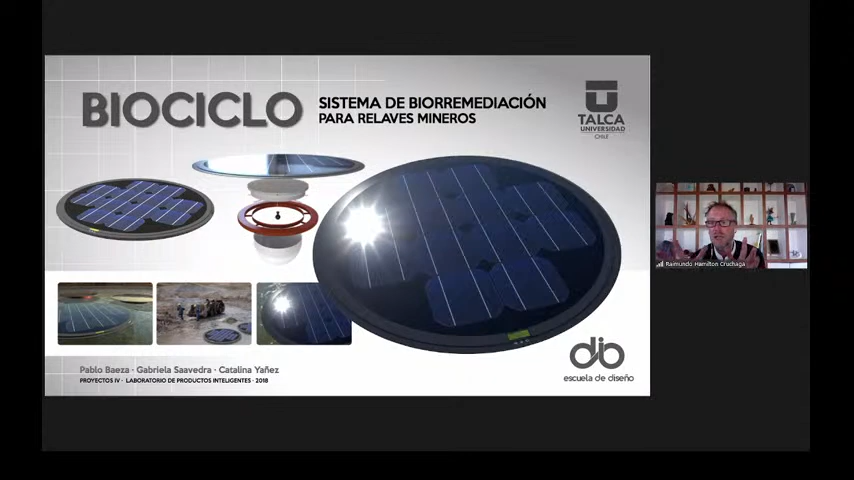 BIOCICLO
SISTEMA DE BIORREMEDIACIÓN
PARA RELAVES MINEROS
TALCA
UNIVERSIDAD
CHILE
Pablo Baeza · Gabriela Saavedra · Catalina Yañez
PROYECTOS IV · LABORATORIO DE PRODUCTOS INTELIGENTES · 2018
escuela de diseño
Raimundo Hamilton Cruchaga